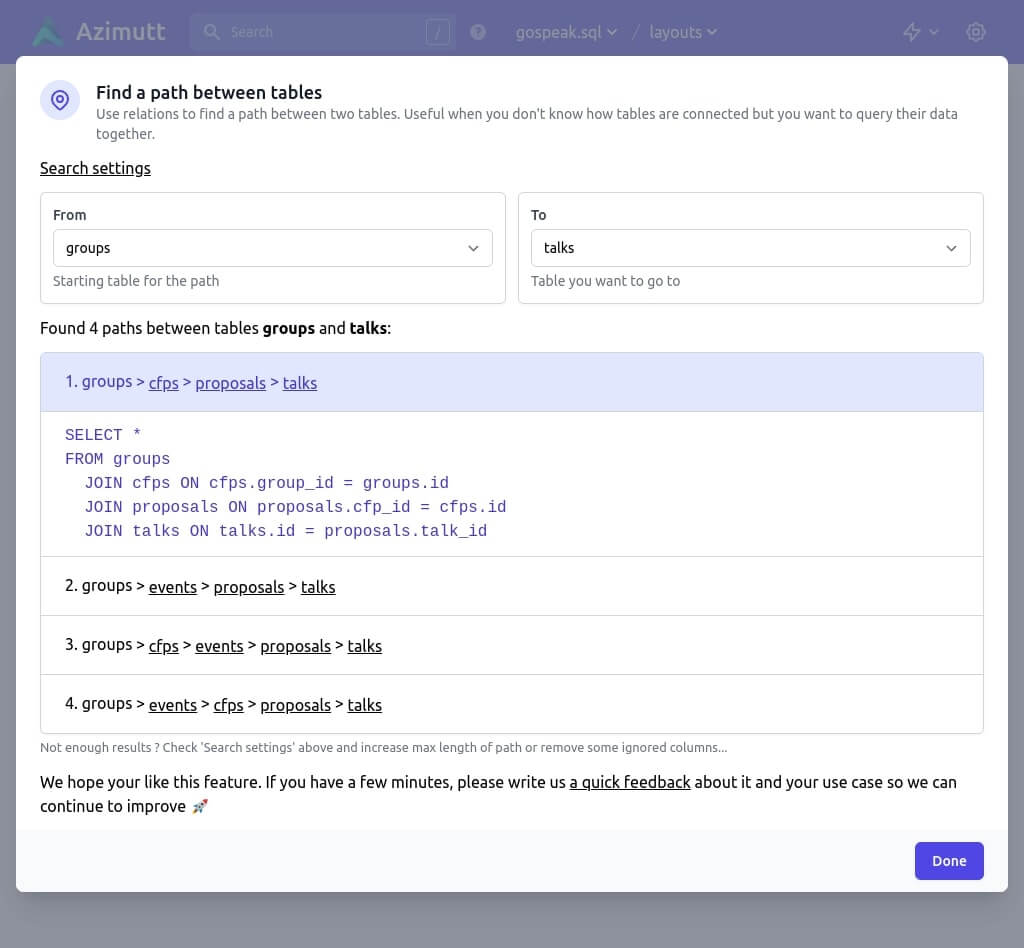 Azimutt
Search
/
?
gospeak.sql
/
layouts
Find a path between tables
Use relations to find a path between two tables. Useful when you don't know how tables are connected but you want to query their data
together.
Search settings
From
groups
Starting table for the path
To
talks
Table you want to go to
Found 4 paths between tables groups and talks:
1. groups > cfps > proposals > talks
SELECT *
FROM groups
JOIN cfps ON cfps.group_id = groups.id
JOIN proposals ON proposals.cfp_id = cfps.id
JOIN talks ON talks.id = proposals.talk_id
2. groups > events > proposals > talks
3. groups > cfps > events > proposals > talks
4. groups > events > cfps > proposals > talks
Not enough results ? Check 'Search settings' above and increase max length of path or remove some ignored columns...
We hope your like this feature. If you have a few minutes, please write us a quick feedback about it and your use case so we can
continue to improve 🚀
Done